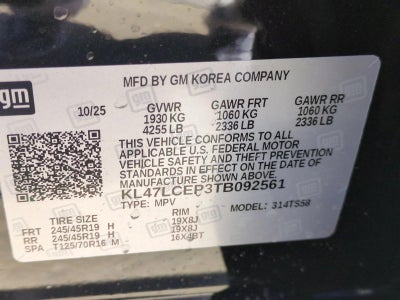 gm
MFD BY GM KOREA COMPANY
10/25 GVWR GAWR FRT GAWR RR
1930 KG 1060 KG 1060 KG
4255 LB 2336 LB 2336 LB
THIS VEHICLE CONFORMS TO ALL
APPLICABLE U.S. FEDERAL MOTOR
VEHICLE SAFETY AND THEFT PREVENTION
STANDARDS IN EFFECT ON THE DATE OF
MANUFACTURE SHOWN ABOVE.
KL47LCEP3TB092561
TYPE: MPV MODEL: 314TS58
TIRE SIZE RIM
FRT 245/45R19 H 19X8J
RR 245/45R19 H 19X8J
SPA T125/70R16 M 16X4BT